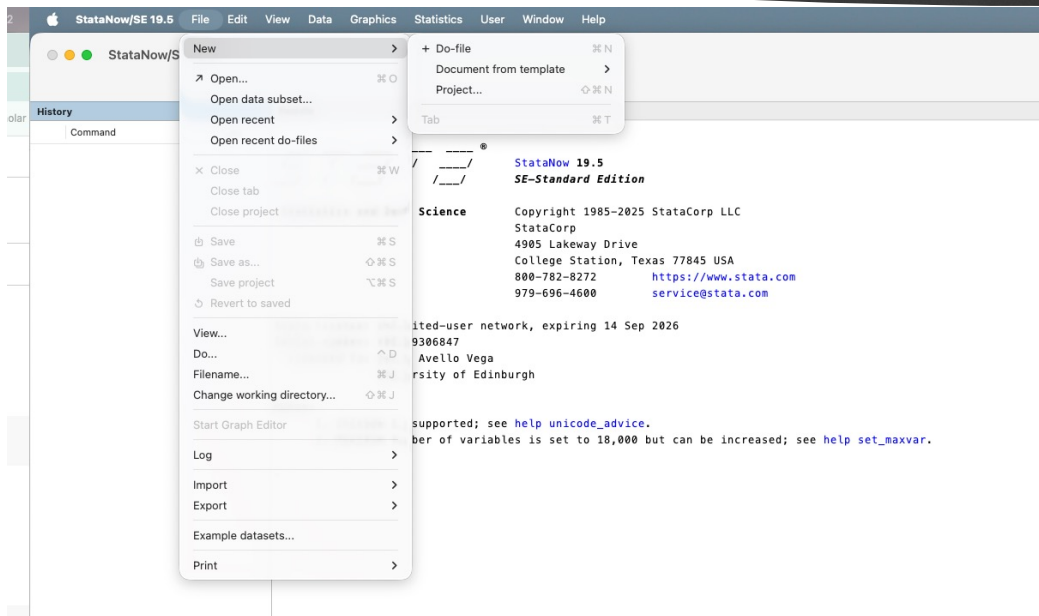 StataNow/SE 19.5 File Edit View Data Graphics Statistics User Window Help
StataNow/S
History
Command
New
Open... ⌘ O
Open data subset...
Open recent
Open recent do-files
Close ⌘ W
Close tab
Close project
Save ⌘ S
Save as... ⇧ ⌘ S
Save project ⌥ ⌘ S
Revert to saved
View...
Do... ^ D
Filename... ⌘ J
Change working directory... ⇧ ⌘ J
Start Graph Editor
Log
Import
Export
Example datasets...
Print
+ Do-file ⌘ N
Document from template
Project... ⇧ ⌘ N
Tab ⌘ T
®
StataNow 19.5
SE—Standard Edition
Science Copyright 1985-2025 StataCorp LLC
StataCorp
4905 Lakeway Drive
College Station, Texas 77845 USA
800-782-8272 https://www.stata.com
979-696-4600 service@stata.com
ited-user network, expiring 14 Sep 2026
9306847
Avello Vega
rsity of Edinburgh
supported; see help unicode_advice.
ber of variables is set to 18,000 but can be increased; see help set_maxvar.